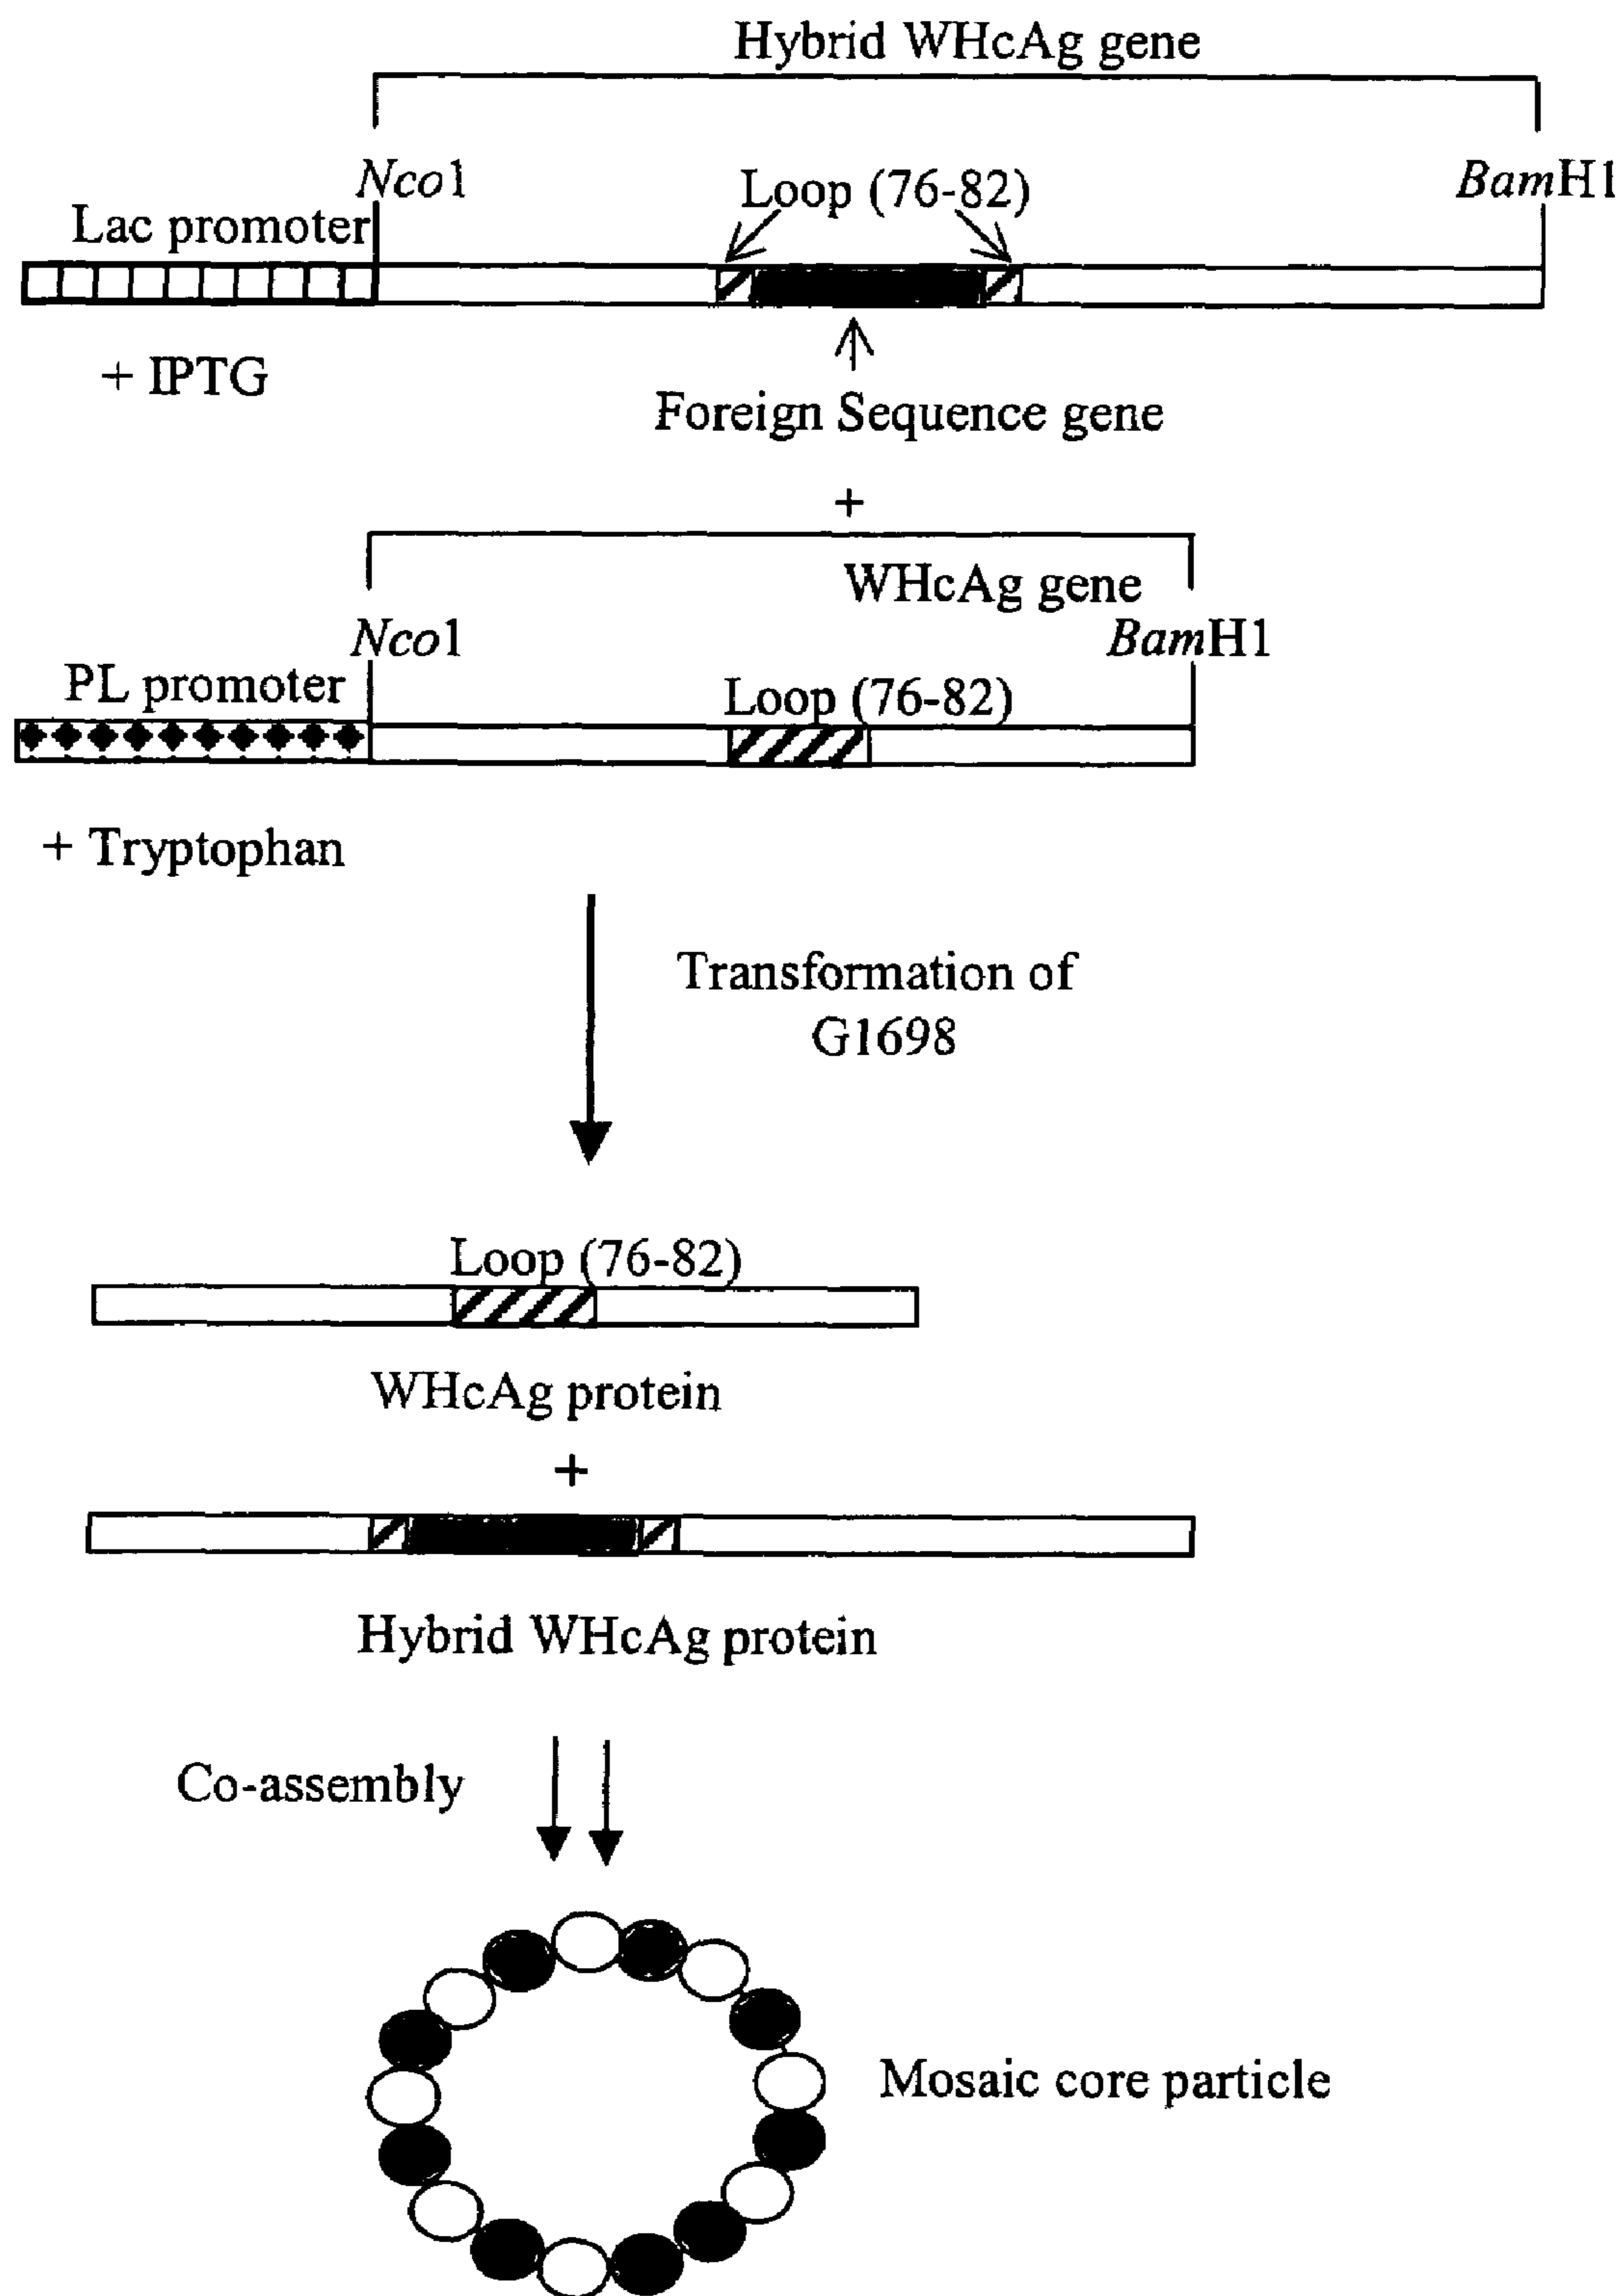 Hybrid WHcAg gene
Nco1
Loop (76-82)
BamH1
Lac promoter
+ IPTG
Foreign Sequence gene
+
WHcAg gene
Nco1
BamH1
PL promoter
Loop (76-82)
+ Tryptophan
Transformation of
G1698
Loop (76-82)
WHcAg protein
+
Hybrid WHcAg protein
Co-assembly
Mosaic core particle